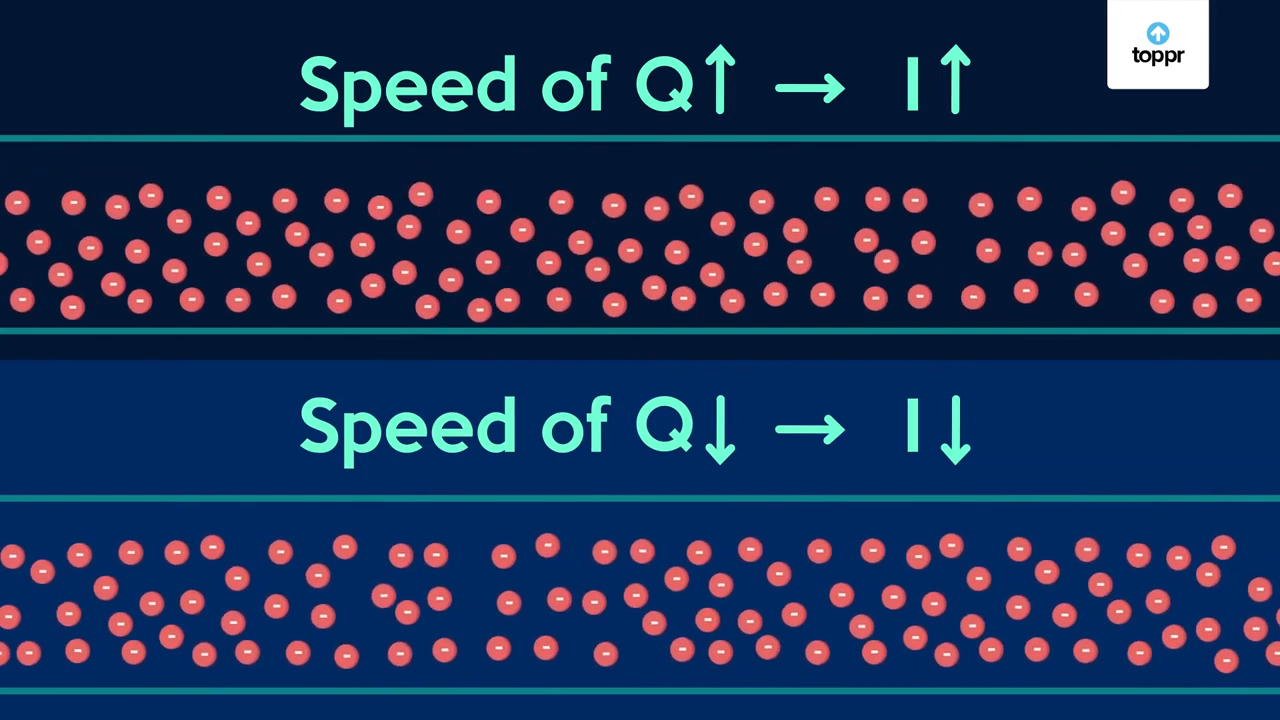 toppr
Speed of Q↑ → I↑
Speed of Q↓ → I↓